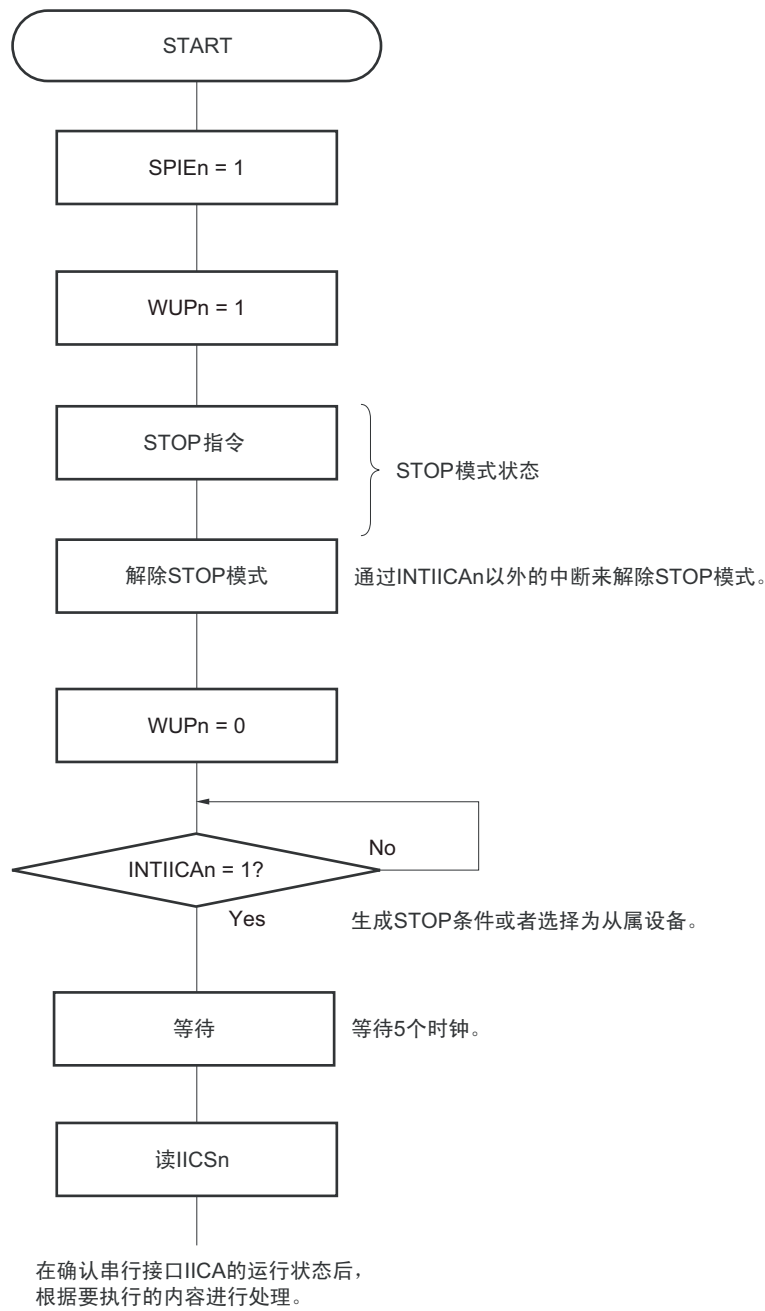 START
SPIEn = 1
WUPn = 1
STOP指令
STOP模式状态
解除STOP模式
通过INTIICAn以外的中断来解除STOP模式。
WUPn = 0
No
INTIICAn = 1?
Yes
生成STOP条件或者选择为从属设备。
等待
等待5个时钟。
读IICSn
在确认串行接口IICA的运行状态后，
根据要执行的内容进行处理。